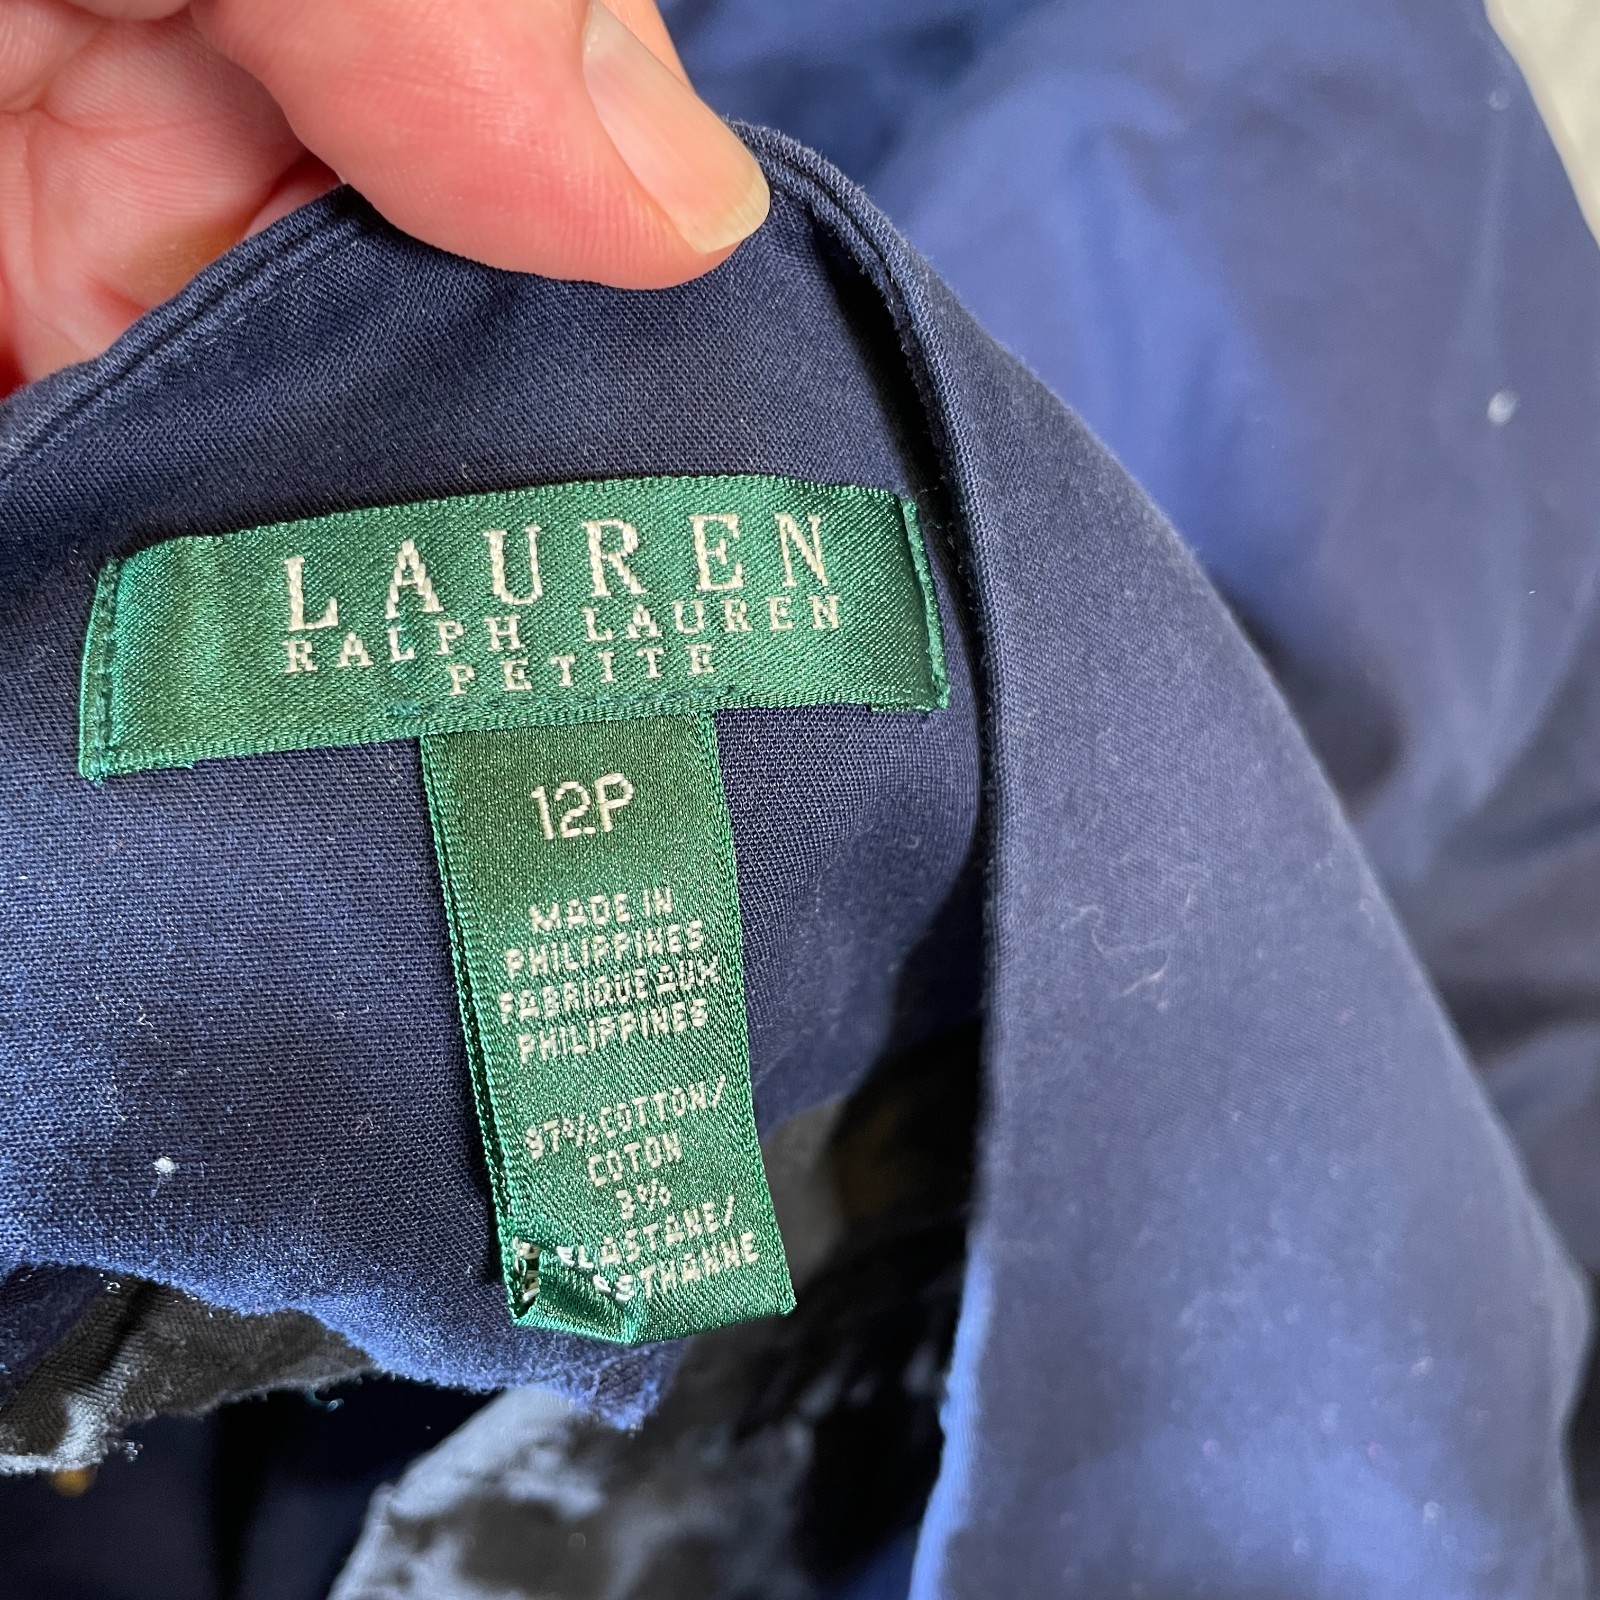 LAUREN
RALPH LAUREN
PETITE
12P
MADE IN
PHILIPPINES
FABRIQUE AUX
PHILIPPINES
97% COTTON/
COTON
3%
ELASTANE/